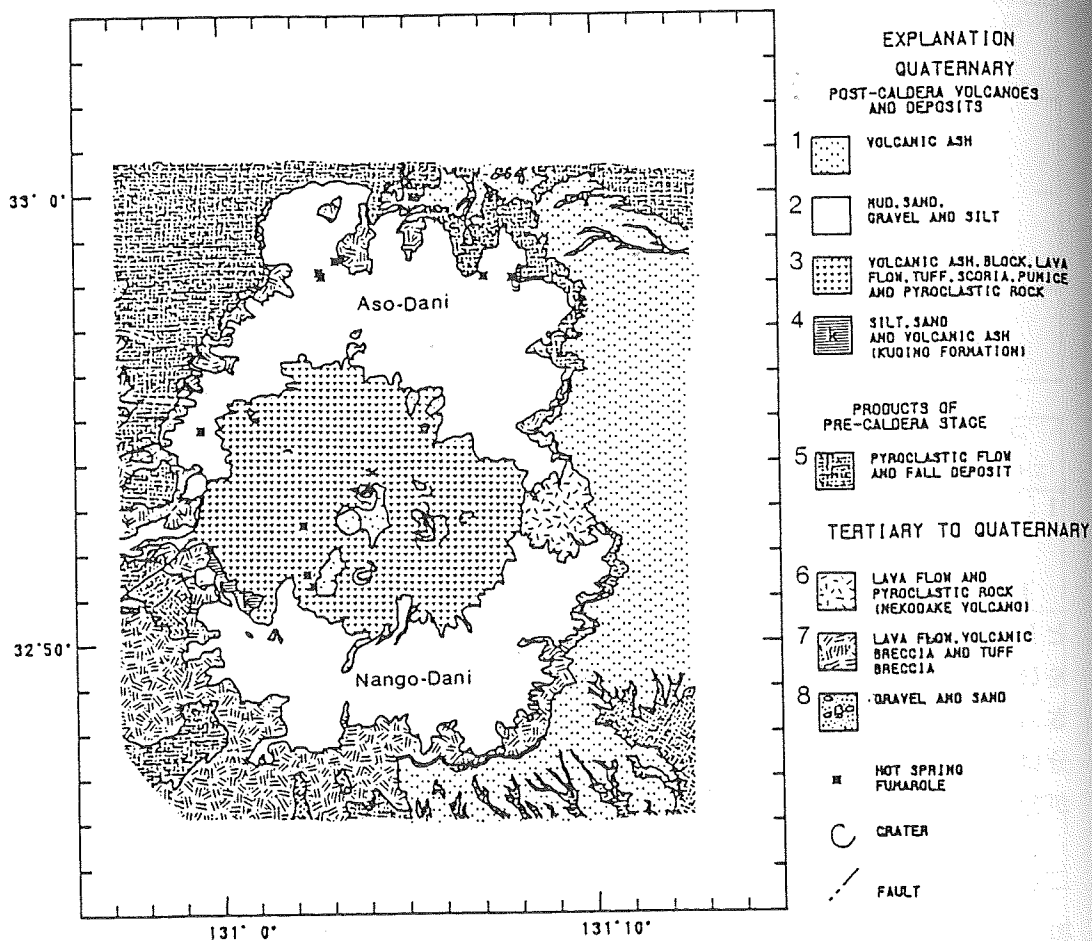 EXPLANATION
QUATERNARY
POST-CALDERA VOLCANOES
AND DEPOSITS
1
VOLCANIC ASH
2
MUD, SAND,
GRAVEL AND SILT
3
VOLCANIC ASH, BLOCK, LAVA
FLOW, TUFF, SCORIA, PUMICE
AND PYROCLASTIC ROCK
4
k
SILT, SAND
AND VOLCANIC ASH
(KUGINO FORMATION)
PRODUCTS OF
PRE-CALDERA STAGE
5
PYROCLASTIC FLOW
AND FALL DEPOSIT
TERTIARY TO QUATERNARY
6
LAVA FLOW AND
PYROCLASTIC ROCK
(NEKODAKE VOLCANO)
7
LAVA FLOW, VOLCANIC
BRECCIA AND TUFF
BRECCIA
8
GRAVEL AND SAND
HOT SPRING
FUMAROLE
CRATER
FAULT
33° 0'
Aso-Dani
32°50'
Nango-Dani
131° 0'
131°10'